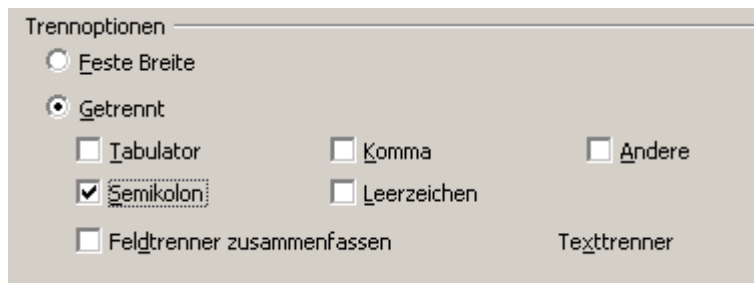 Trennoptionen
Feste Breite
Getrennt
Tabulator Komma Andere
Semikolon Leerzeichen
Feldtrenner zusammenfassen Texttrenner